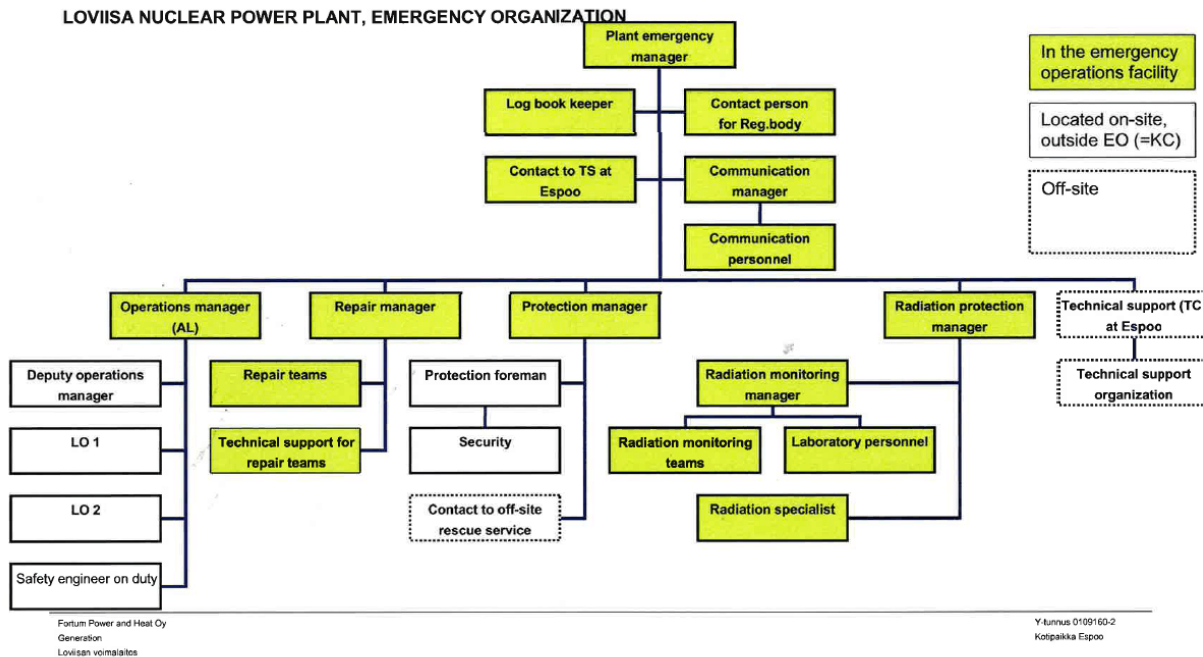 LOVIISA NUCLEAR POWER PLANT, EMERGENCY ORGANIZATION
Plant emergency
manager
In the emergency
operations facility
Log book keeper
Contact person
for Reg.body
Located on-site,
outside EO (=KC)
Contact to TS at
Espoo
Communication
manager
Off-site
Communication
personnel
Operations manager
(AL)
Repair manager
Protection manager
Radiation protection
manager
Technical support (TC
at Espoo
Deputy operations
manager
Repair teams
Protection foreman
Radiation monitoring
manager
Technical support
organization
LO 1
Technical support for
repair teams
Security
Radiation monitoring
teams
Laboratory personnel
LO 2
Contact to off-site
rescue service
Radiation specialist
Safety engineer on duty
Fortum Power and Heat Oy
Generation
Loviisan voimalaitos
Y-tunnus 0109160-2
Kotipaikka Espoo